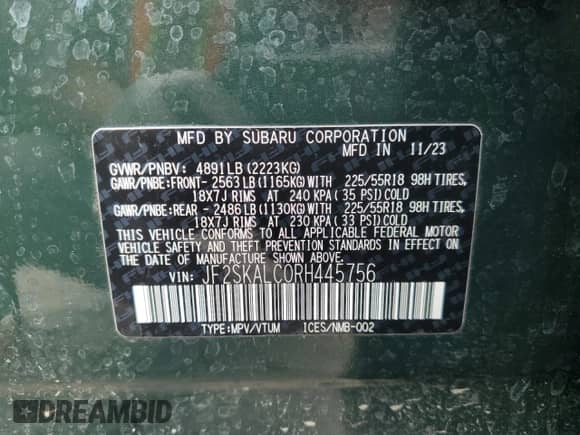 MFD BY SUBARU CORPORATION
MFD IN 11/23
GVWR/PNBV: 4891LB (2223KG)
GAWR/PNBE:FRONT- 2563LB (1165KG) WITH 225/55R18 98H TIRES,
18X7J RIMS AT 240 KPA (35 PSI) COLD
GAWR/PNBE:REAR - 2486LB (1130KG) WITH 225/55R18 98H TIRES,
18X7J RIMS AT 230 KPA (33 PSI) COLD
THIS VEHICLE CONFORMS TO ALL APPLICABLE FEDERAL MOTOR
VEHICLE SAFETY AND THEFT PREVENTION STANDARDS IN EFFECT ON
THE DATE OF MANUFACTURE SHOWN ABOVE.
VIN: JF2SKALC0RH445756
TYPE:MPV/VTUM ICES/NMB-002
DREAMBID